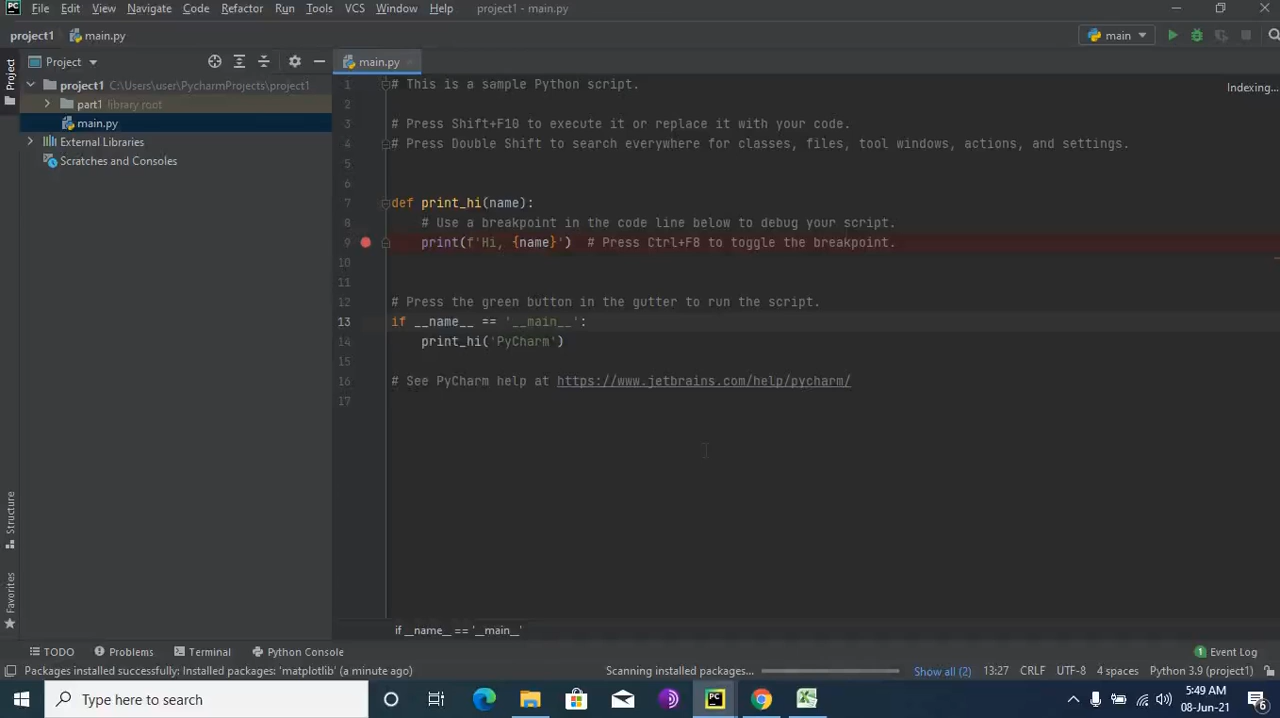 PC File Edit View Navigate Code Refactor Run Tools VCS Window Help project1 - main.py
project1 main.py main
Project main.py
Project
Indexing...
project1 C:\Users\user\PycharmProjects\project1
part1 library root
main.py
External Libraries
Scratches and Consoles
1 # This is a sample Python script.
2
3 # Press Shift+F10 to execute it or replace it with your code.
4 # Press Double Shift to search everywhere for classes, files, tool windows, actions, and settings.
5
6
7 def print_hi(name):
8 # Use a breakpoint in the code line below to debug your script.
9 print(f'Hi, {name}') # Press Ctrl+F8 to toggle the breakpoint.
10
11
12 # Press the green button in the gutter to run the script.
13 if __name__ == '__main__':
14 print_hi('PyCharm')
15
16 # See PyCharm help at https://www.jetbrains.com/help/pycharm/
17
Structure
Favorites
if __name__ == '__main__'
TODO Problems Terminal Python Console Event Log
Packages installed successfully: Installed packages: 'matplotlib' (a minute ago) Scanning installed packages... Show all (2) 13:27 CRLF UTF-8 4 spaces Python 3.9 (project1)
Type here to search PC 5:49 AM
08-Jun-21 6